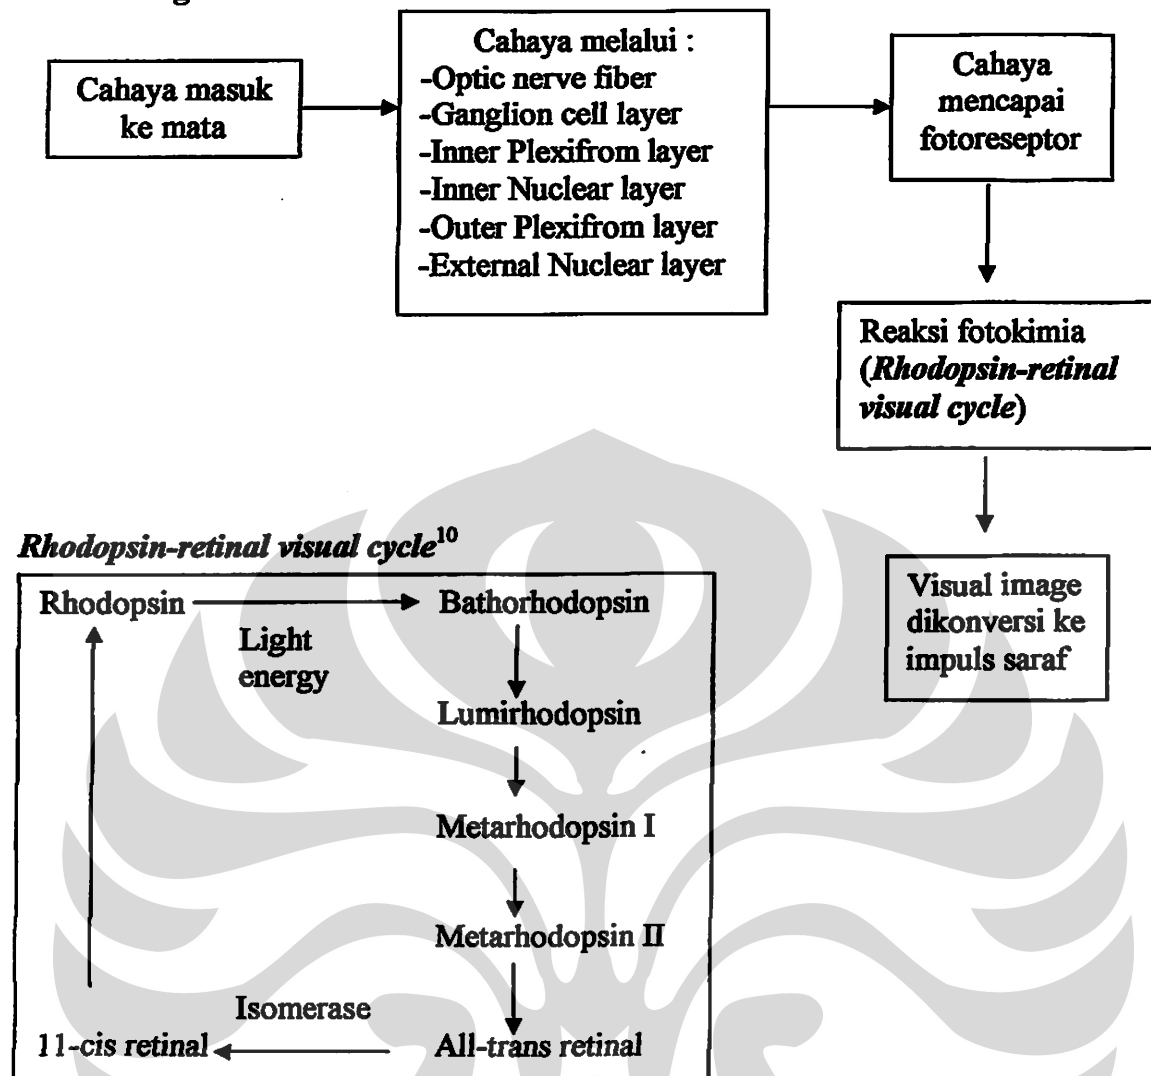 Cahaya masuk
ke mata
Cahaya melalui :
-Optic nerve fiber
-Ganglion cell layer
-Inner Plexifrom layer
-Inner Nuclear layer
-Outer Plexifrom layer
-External Nuclear layer
Cahaya
mencapai
fotoreseptor
Reaksi fotokimia
(Rhodopsin-retinal
visual cycle)
Visual image
dikonversi ke
impuls saraf
Rhodopsin-retinal visual cycle10
Rhodopsin
Light
energy
Bathorhodopsin
Lumirhodopsin
Metarhodopsin I
Metarhodopsin II
All-trans retinal
Isomerase
11-cis retinal